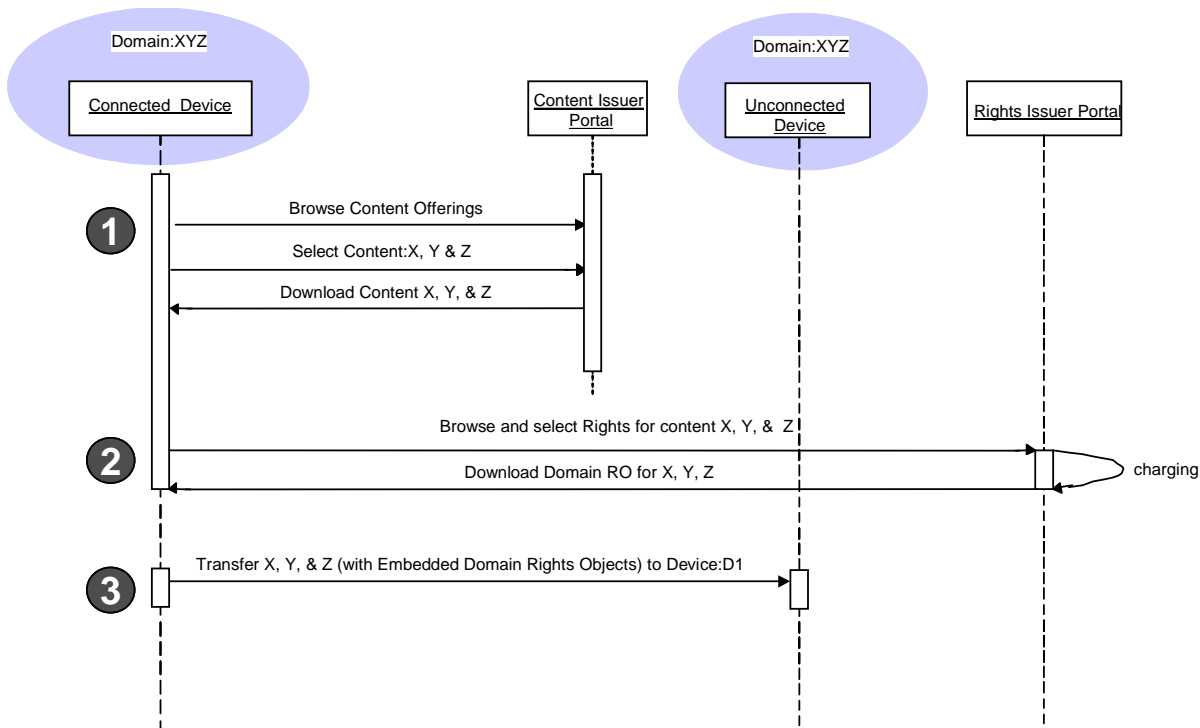 Domain:XYZ
Domain:XYZ
Connected Device
Content Issuer
Portal
Unconnected
Device
Rights Issuer Portal
1
Browse Content Offerings
Select Content:X, Y & Z
Download Content X, Y, & Z
2
Browse and select Rights for content X, Y, & Z
Download Domain RO for X, Y, Z
charging
3
Transfer X, Y, & Z (with Embedded Domain Rights Objects) to Device:D1